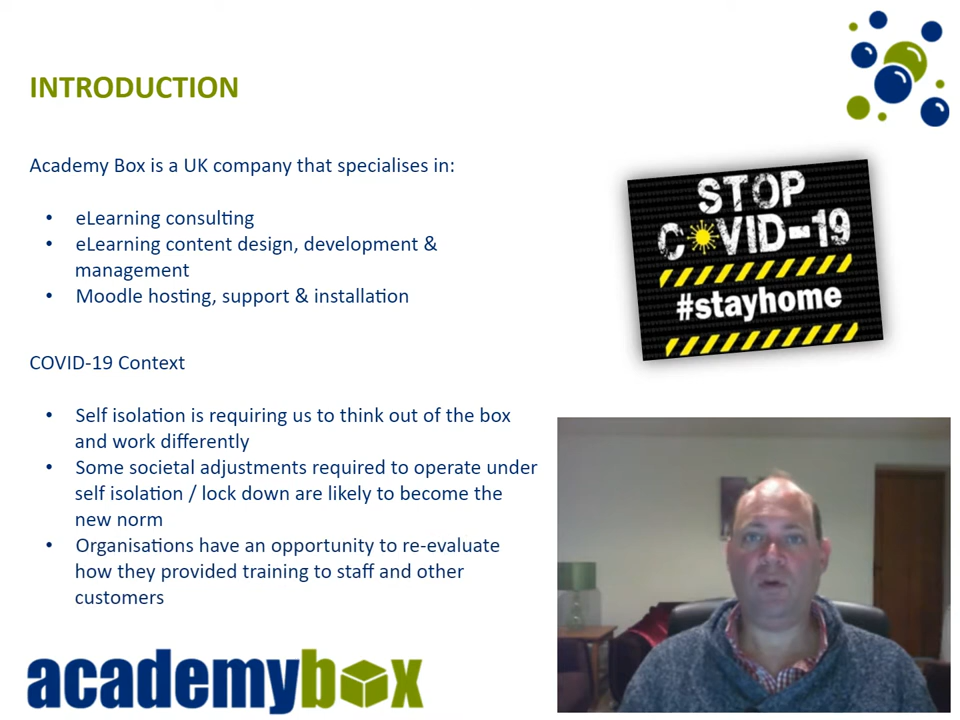 INTRODUCTION
Academy Box is a UK company that specialises in:
• eLearning consulting
• eLearning content design, development &
management
• Moodle hosting, support & installation
COVID-19 Context
• Self isolation is requiring us to think out of the box
and work differently
• Some societal adjustments required to operate under
self isolation / lock down are likely to become the
new norm
• Organisations have an opportunity to re-evaluate
how they provided training to staff and other
customers
STOP
COVID-19
#stayhome
academybox